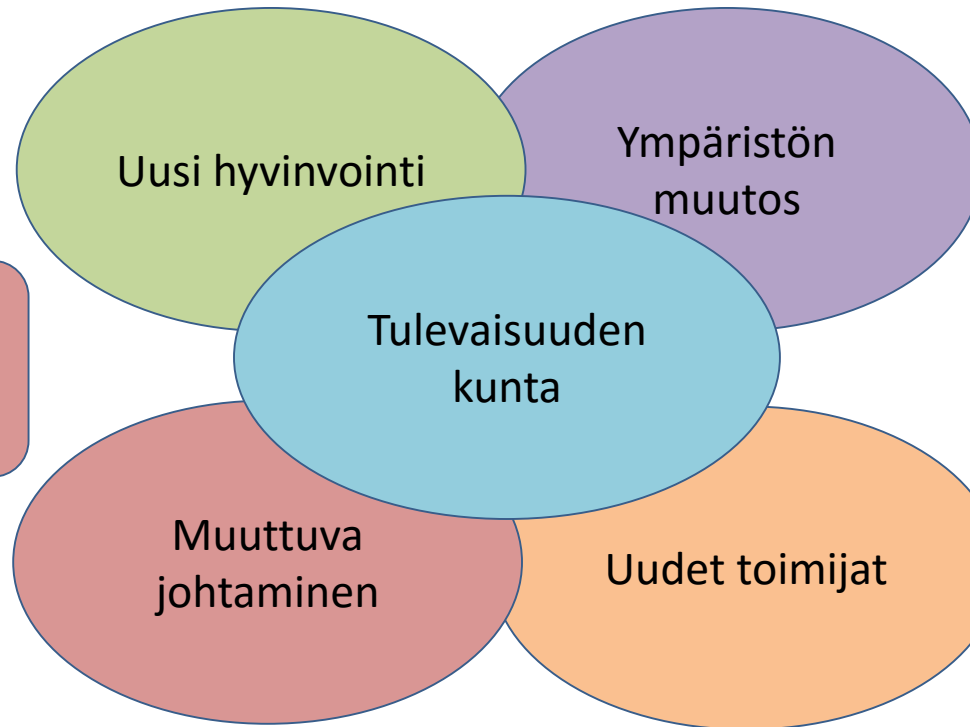 Uusi hyvinvointi
Ympäristön
muutos
Tulevaisuuden
kunta
Muuttuva
johtaminen
Uudet toimijat